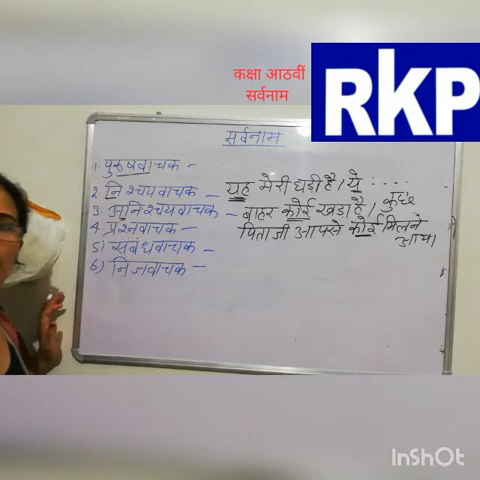 कक्षा आठवीं
सर्वनाम
RKP
सर्वनाम
1. पुरुषवाचक -
2. निश्चयवाचक - यह मेरी घड़ी है। ये ....
3. अनिश्चयवाचक - बाहर कोई खड़ा है। कुछ
4. प्रश्नवाचक - पिताजी आपसे कोई मिलने आया।
5) सबंधवाचक -
6) निजवाचक -
InShOt